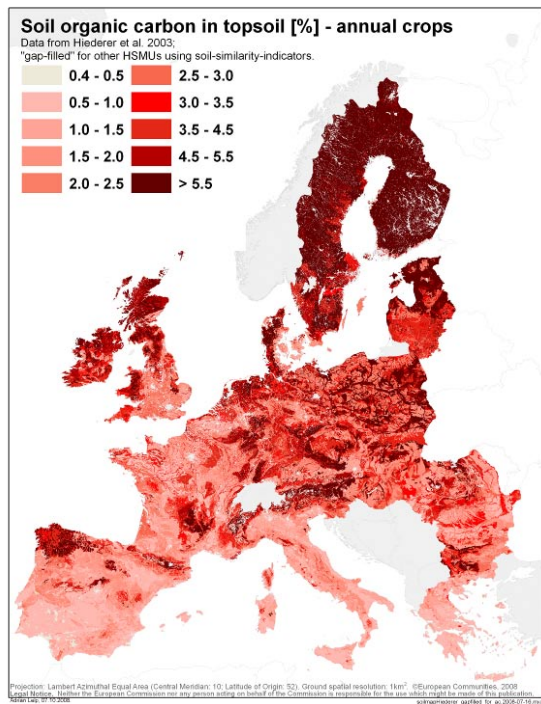 Soil organic carbon in topsoil [%] - annual crops
Data from Hiederer et al. 2003;
"gap-filled" for other HSMUs using soil-similarity-indicators.
0.4 - 0.5 2.5 - 3.0
0.5 - 1.0 3.0 - 3.5
1.0 - 1.5 3.5 - 4.5
1.5 - 2.0 4.5 - 5.5
2.0 - 2.5 > 5.5
Projection: Lambert Azimuthal Equal Area (Central Meridian: 10; Latitude of Origin: 52). Ground spatial resolution: 1km². ©European Communities, 2008
Legal Notice. Neither the European Commission nor any person acting on behalf of the Commission is responsible for the use which might be made of this publication.
Adrian Leip, 07.10.2008